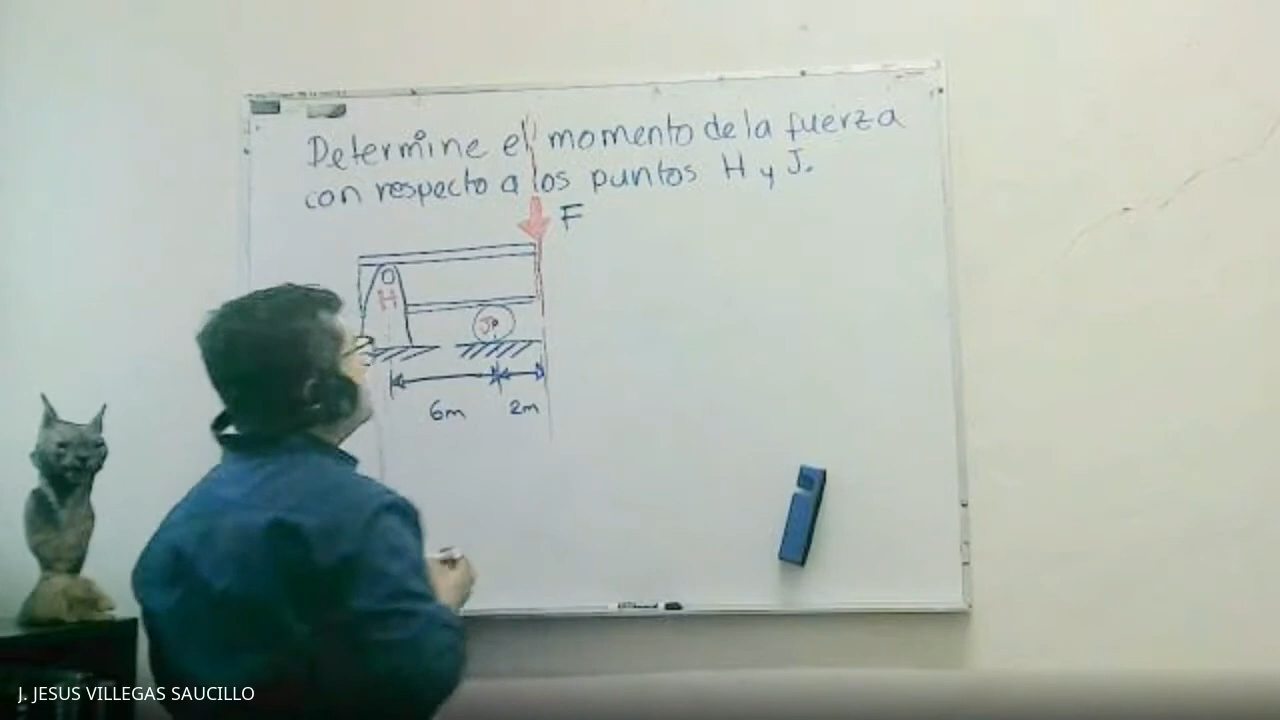 Determine el momento de la fuerza
con respecto a los puntos H y J.
F
H
J
6m
2m
J. JESUS VILLEGAS SAUCILLO